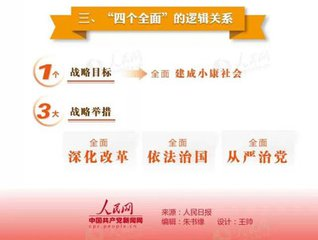 三、“四个全面”的逻辑关系
1个 战略目标 全面 建成小康社会
3大 战略举措
全面 全面 全面
深化改革 依法治国 从严治党
人民网
中国共产党新闻网
cpc.people.cn
来源：人民日报
编辑：朱书缘 设计：王帅